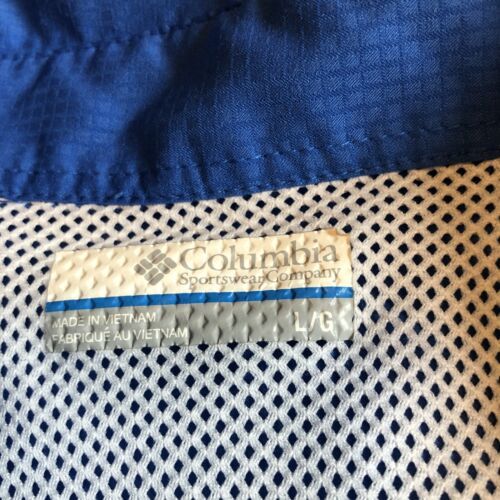 Columbia
Sportswear Company
MADE IN VIETNAM
FABRIQUÉ AU VIETNAM
L/G